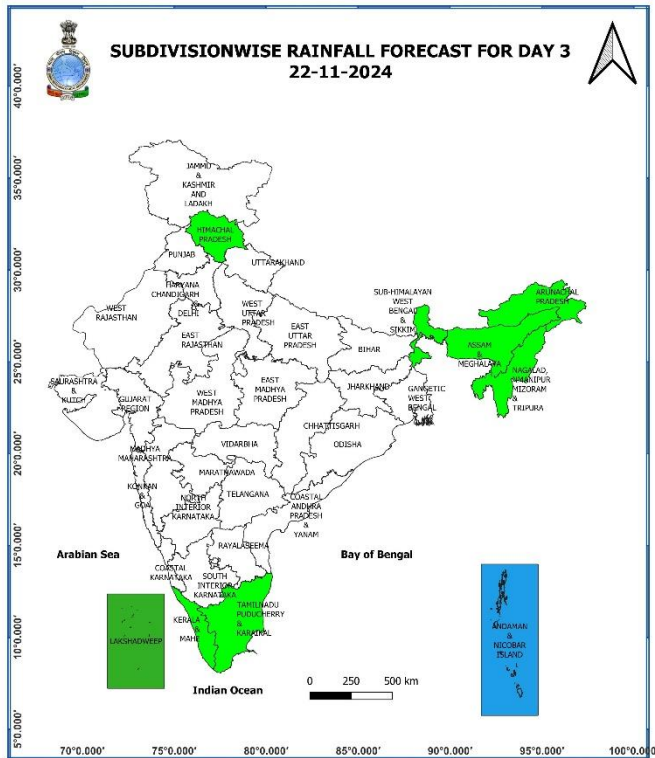 SUBDIVISIONWISE RAINFALL FORECAST FOR DAY 3
22-11-2024
40°0.000'
35°0.000'
30°0.000'
25°0.000'
20°0.000'
15°0.000'
10°0.000'
5°0.000'
JAMMU
&
KASHMIR
AND
LADAKH
HIMACHAL
PRADESH
PUNJAB
UTTARAKHAND
HARYANA
CHANDIGARH
&
DELHI
WEST
RAJASTHAN
WEST
UTTAR
PRADESH
EAST
RAJASTHAN
EAST
UTTAR
PRADESH
SUB-HIMALAYAN
WEST
BENGAL
&
SIKKIM
ARUNACHAL
PRADESH
BIHAR
ASSAM
&
MEGHALAYA
NAGALAD,
MANIPUR
MIZORAM
&
TRIPURA
SAURASHTRA
&
KUTCH
GUJARAT
REGION
WEST
MADHYA
PRADESH
EAST
MADHYA
PRADESH
JHARKHAND
GANGETIC
WEST
BENGAL
CHHATTISGARH
ODISHA
VIDARBHA
MADHYA
MAHARASHTRA
MARATHAWADA
KONKAN
&
GOA
NORTH
INTERIOR
KARNATAKA
TELANGANA
COASTAL
ANDHRA
PRADESH
&
YANAM
RAYALASEEMA
Arabian Sea
Bay of Bengal
COASTAL
KARNATAKA
SOUTH
INTERIOR
KARNATAKA
TAMILNADU
PUDUCHERRY
&
KARAIKAL
KERALA
&
MAHE
LAKSHADWEEP
ANDAMAN
&
NICOBAR
ISLAND
Indian Ocean
0 250 500 km
70°0.000' 75°0.000' 80°0.000' 85°0.000' 90°0.000' 95°0.000' 100°0.000'